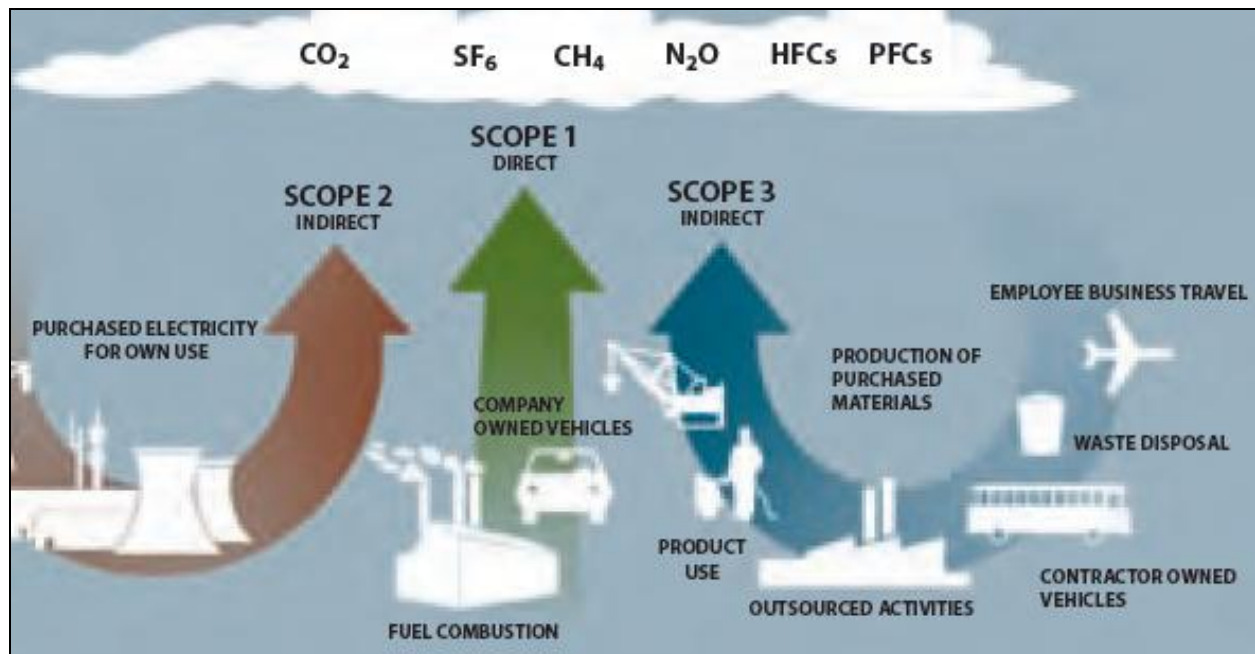 CO₂ SF₆ CH₄ N₂O HFCs PFCs
SCOPE 1
DIRECT
SCOPE 2
INDIRECT
SCOPE 3
INDIRECT
PURCHASED ELECTRICITY
FOR OWN USE
COMPANY
OWNED VEHICLES
FUEL COMBUSTION
PRODUCT
USE
PRODUCTION OF
PURCHASED
MATERIALS
OUTSOURCED ACTIVITIES
EMPLOYEE BUSINESS TRAVEL
WASTE DISPOSAL
CONTRACTOR OWNED
VEHICLES